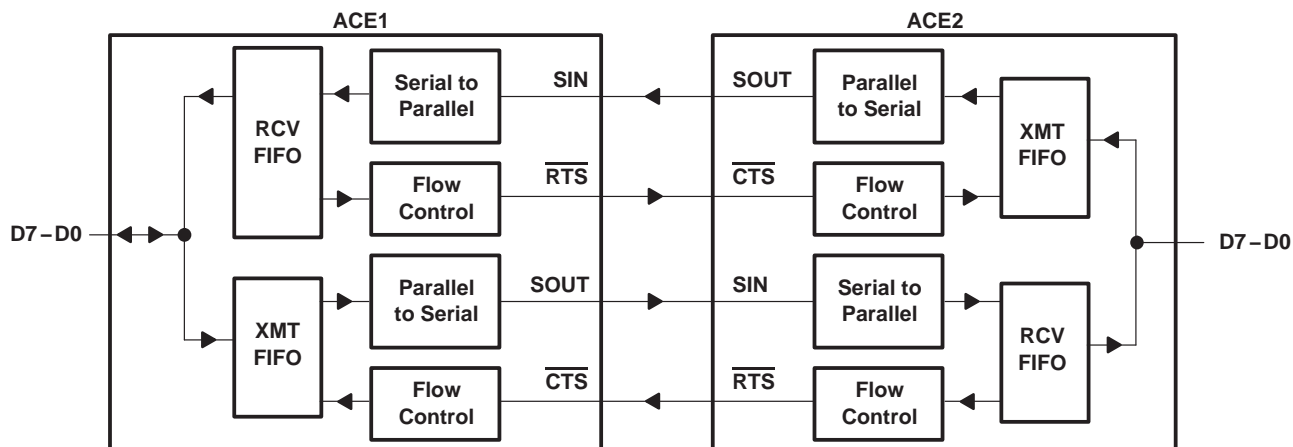 ACE1
ACE2
RCV
FIFO
Serial to
Parallel
SIN
SOUT
Parallel
to Serial
XMT
FIFO
Flow
Control
RTS
CTS
Flow
Control
D7–D0
D7–D0
XMT
FIFO
Parallel
to Serial
SOUT
SIN
Serial to
Parallel
RCV
FIFO
Flow
Control
CTS
RTS
Flow
Control